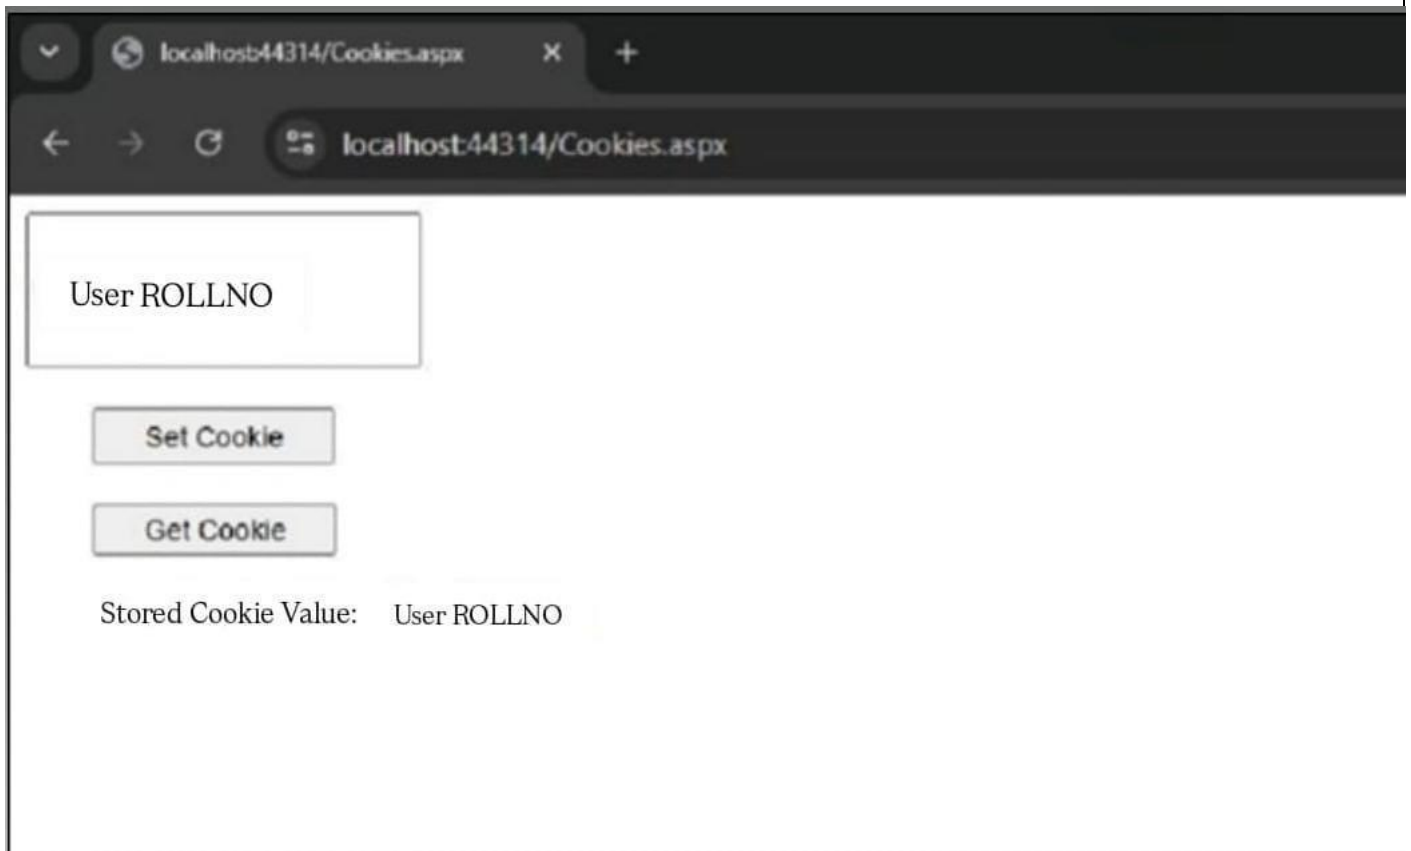 localhost:44314/Cookies.aspx
localhost:44314/Cookies.aspx
User ROLLNO
Set Cookie
Get Cookie
Stored Cookie Value: User ROLLNO